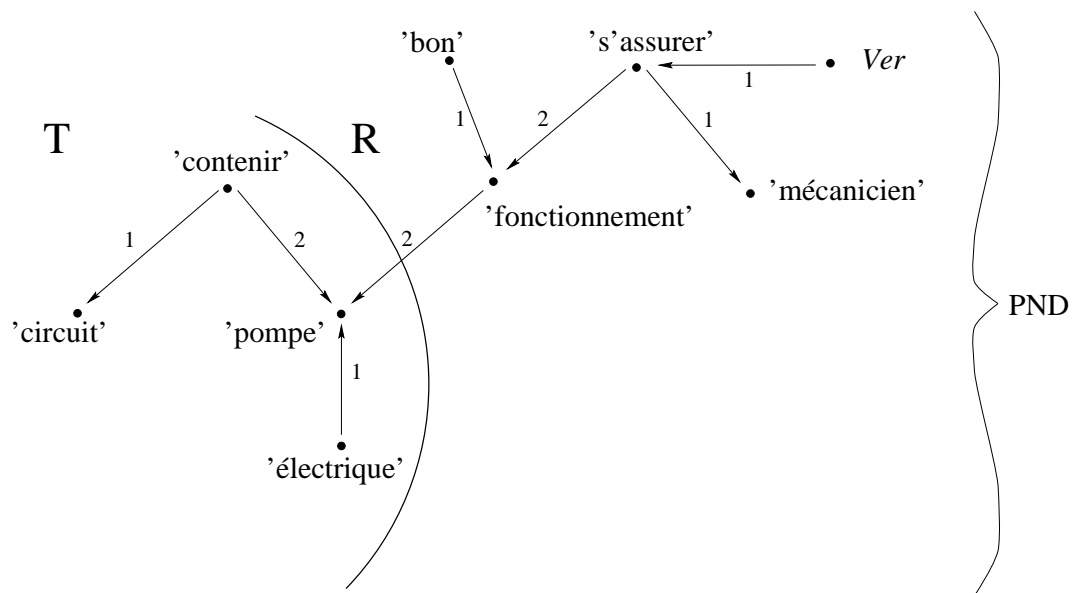 'bon'
's'assurer'
Ver
1
T
R
1
2
1
'contenir'
'mécanicien'
'fonctionnement'
1
2
2
PND
'circuit'
'pompe'
1
'électrique'